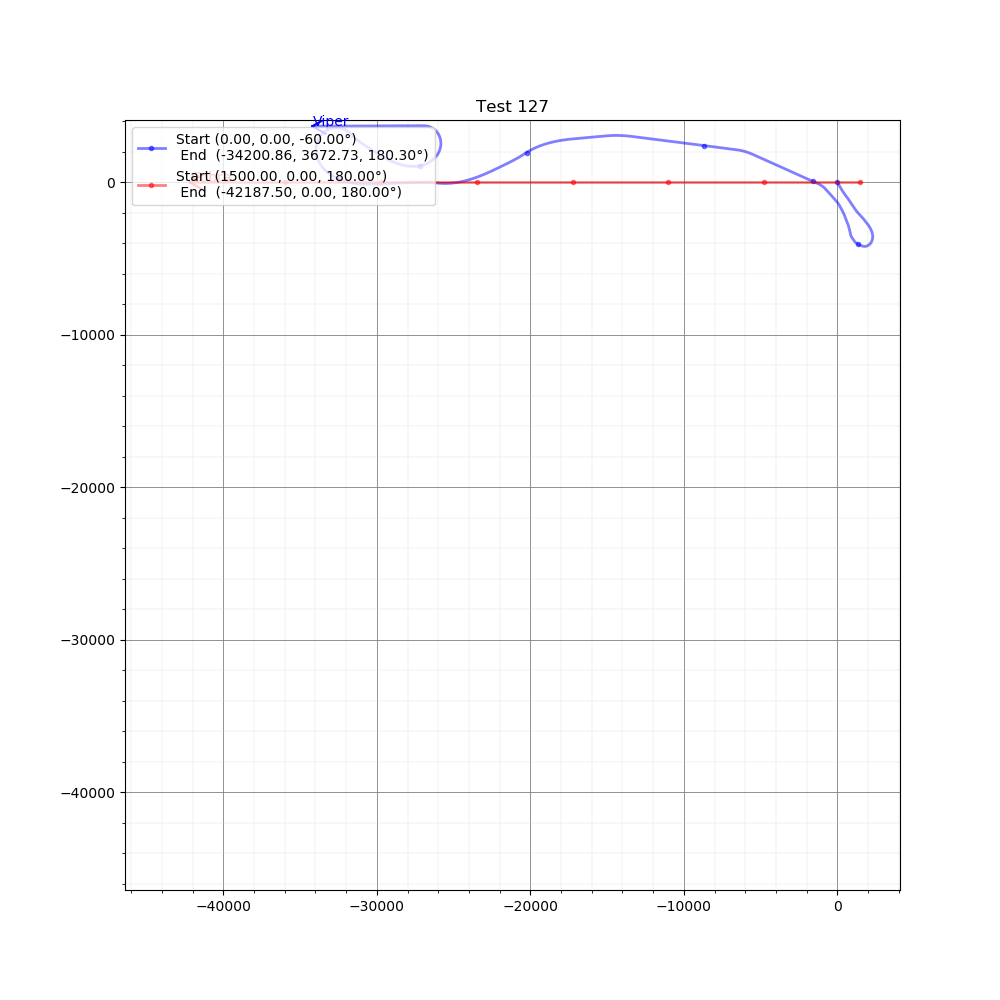 Test 127
Viper
Start (0.00, 0.00, -60.00°)
End  (-34200.86, 3672.73, 180.30°)
Start (1500.00, 0.00, 180.00°)
End  (-42187.50, 0.00, 180.00°)
0
−10000
−20000
−30000
−40000
−40000
−30000
−20000
−10000
0